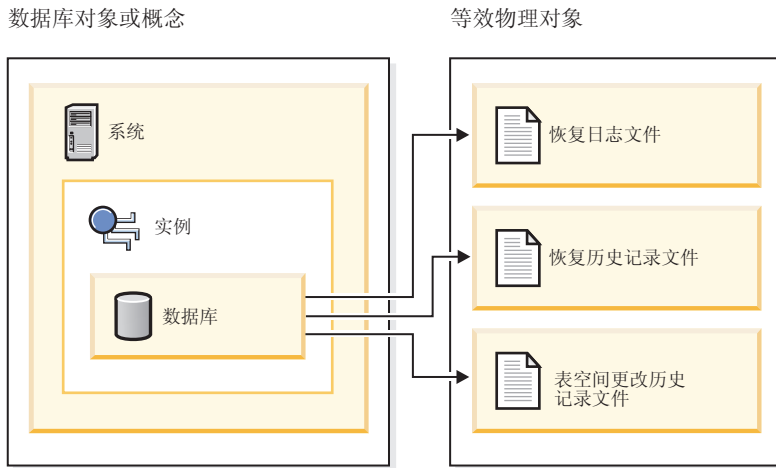 数据库对象或概念
等效物理对象
系统
实例
数据库
恢复日志文件
恢复历史记录文件
表空间更改历史
记录文件